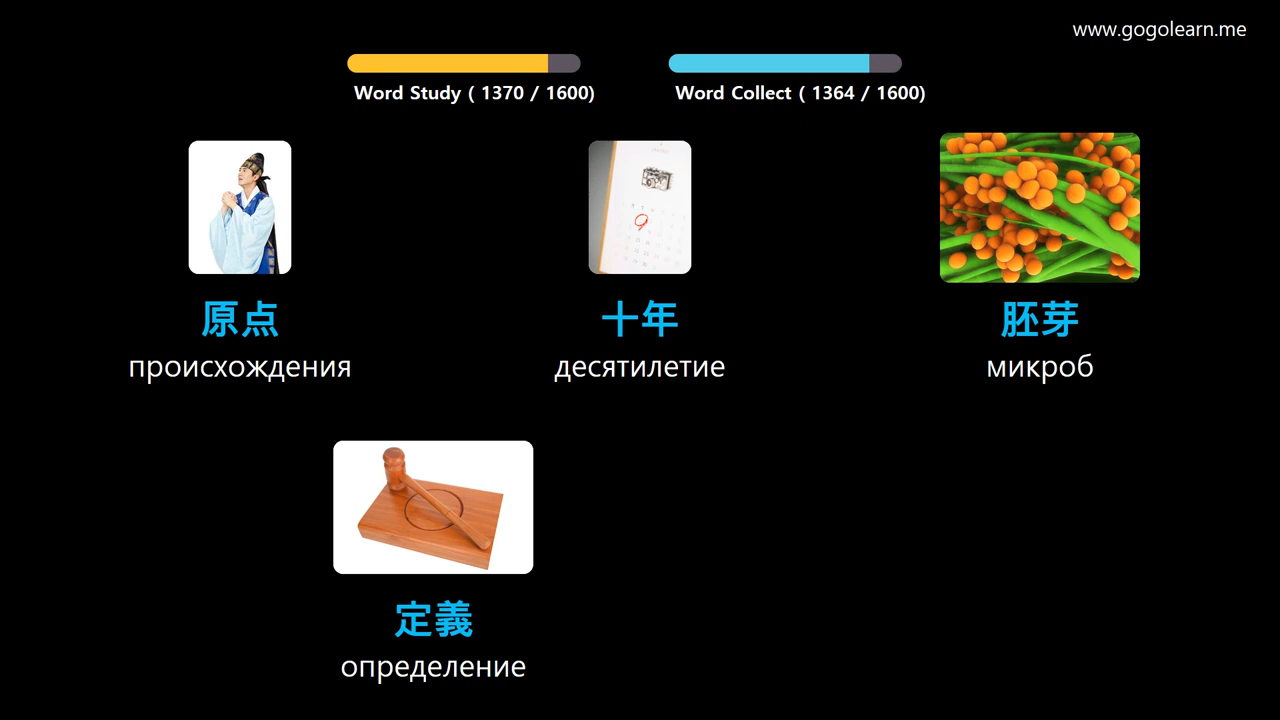 www.gogolearn.me
Word Study ( 1370 / 1600)
Word Collect ( 1364 / 1600)
原点
十年
胚芽
происхождения
десятилетие
микроб
9
定義
определение